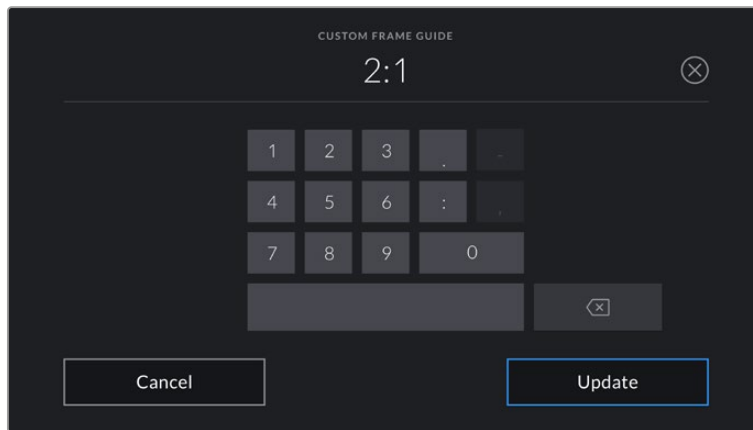 CUSTOM FRAME GUIDE
2:1
1 2 3 . -
4 5 6 : ,
7 8 9 0
Cancel Update